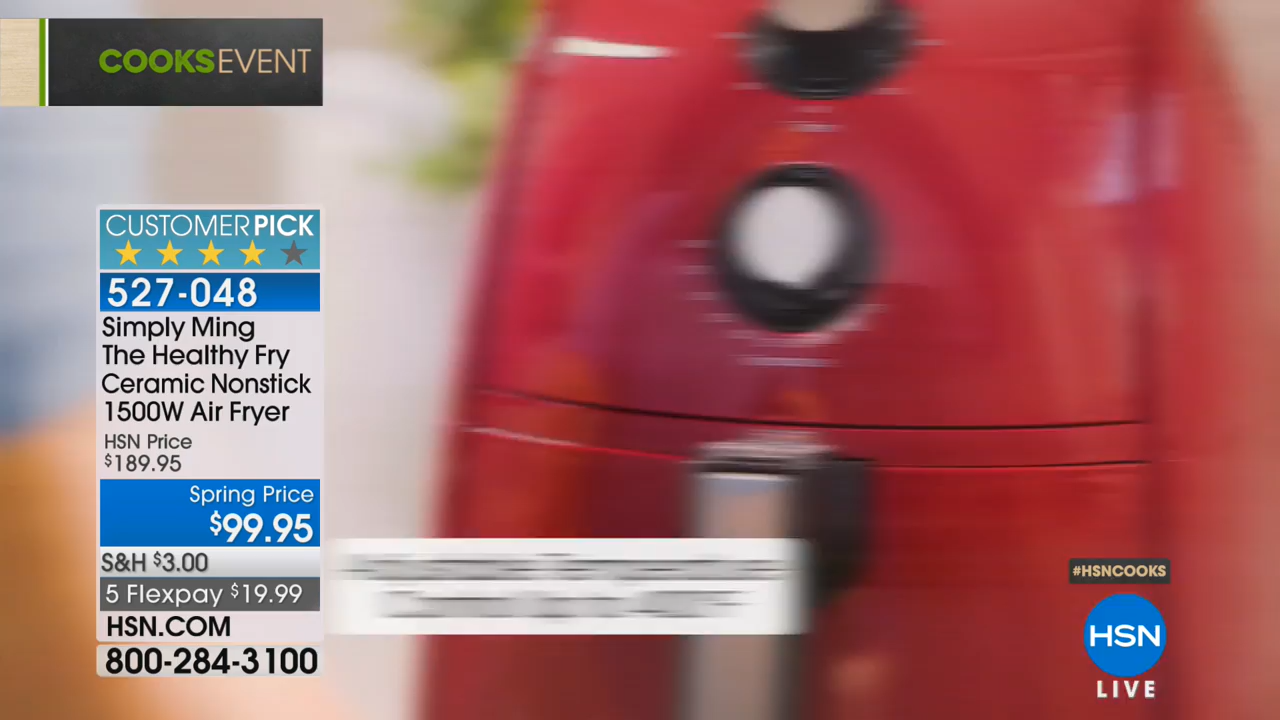 COOKSEVENT
CUSTOMERPICK
527-048
Simply Ming
The Healthy Fry
Ceramic Nonstick
1500W Air Fryer
HSN Price
$189.95
Spring Price
$99.95
S&H $3.00
5 Flexpay $19.99
HSN.COM
800-284-3100
#HSNCOOKS
HSN
LIVE